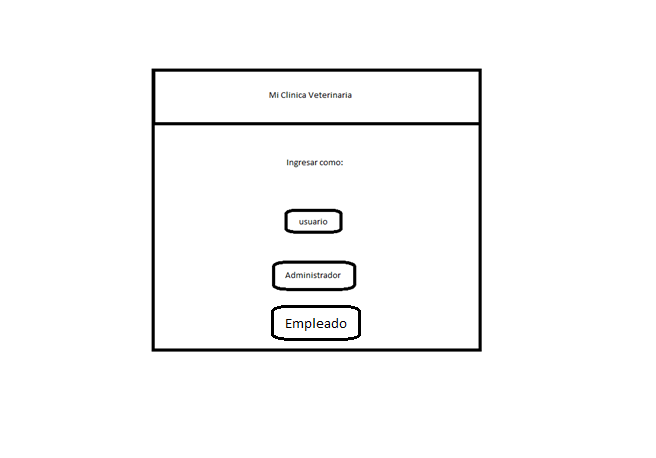 Mi Clinica Veterinaria
Ingresar como:
usuario
Administrador
Empleado